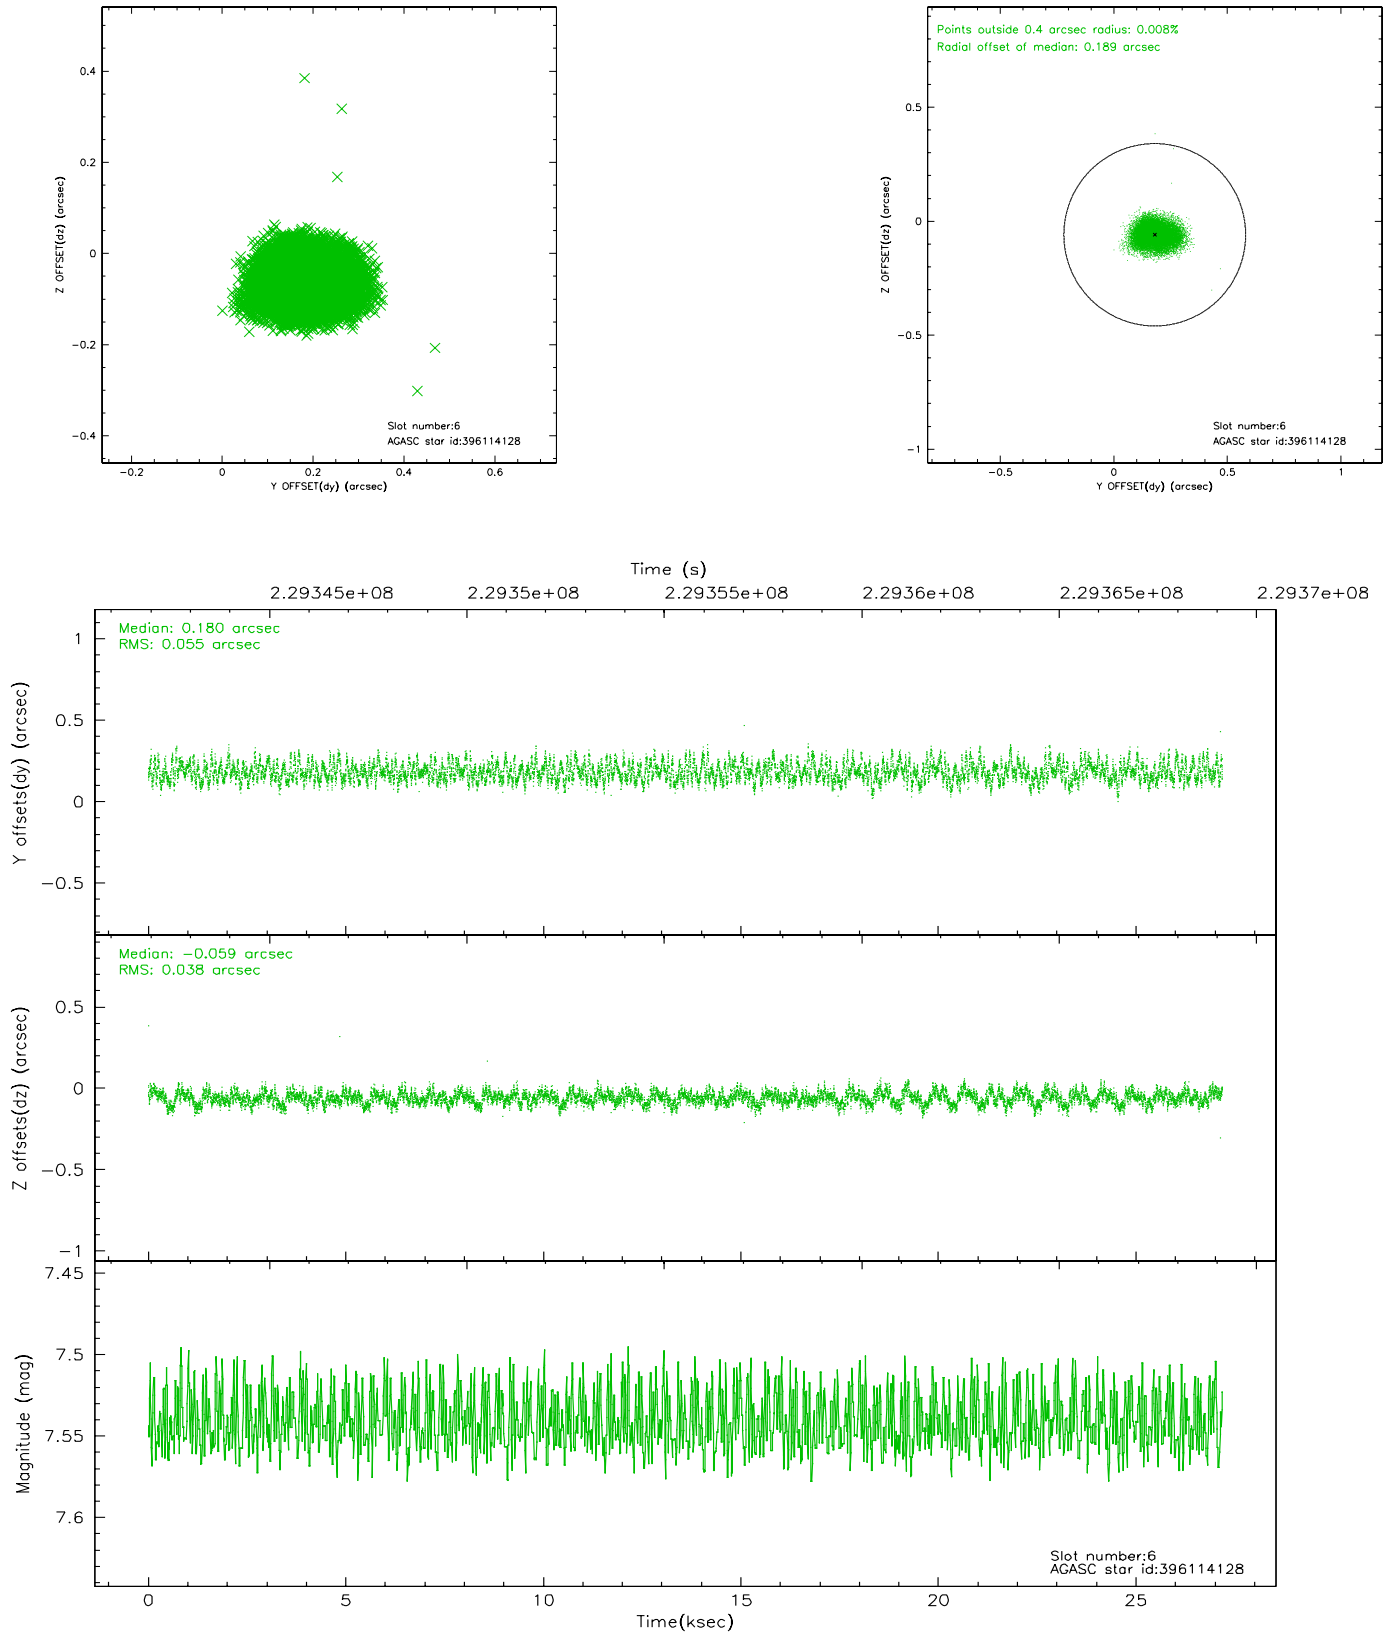 0.4
0.2
0
-0.2
-0.4
Z OFFSET(dz) (arcsec)
Slot number:6
AGASC star id:396114128
-0.2 0 0.2 0.4 0.6
Y OFFSET(dy) (arcsec)
Points outside 0.4 arcsec radius: 0.008%
Radial offset of median: 0.189 arcsec
0.5
0
-0.5
-1
Z OFFSET(dz) (arcsec)
Slot number:6
AGASC star id:396114128
-0.5 0 0.5 1
Y OFFSET(dy) (arcsec)
Time (s)
2.29345e+08 2.2935e+08 2.29355e+08 2.2936e+08 2.29365e+08 2.2937e+08
Median: 0.180 arcsec
RMS: 0.055 arcsec
1
0.5
0
-0.5
Y offsets(dy) (arcsec)
Median: -0.059 arcsec
RMS: 0.038 arcsec
0.5
0
-0.5
-1
Z offsets(dz) (arcsec)
7.45
7.5
7.55
7.6
Magnitude (mag)
Slot number:6
AGASC star id:396114128
0 5 10 15 20 25
Time(ksec)